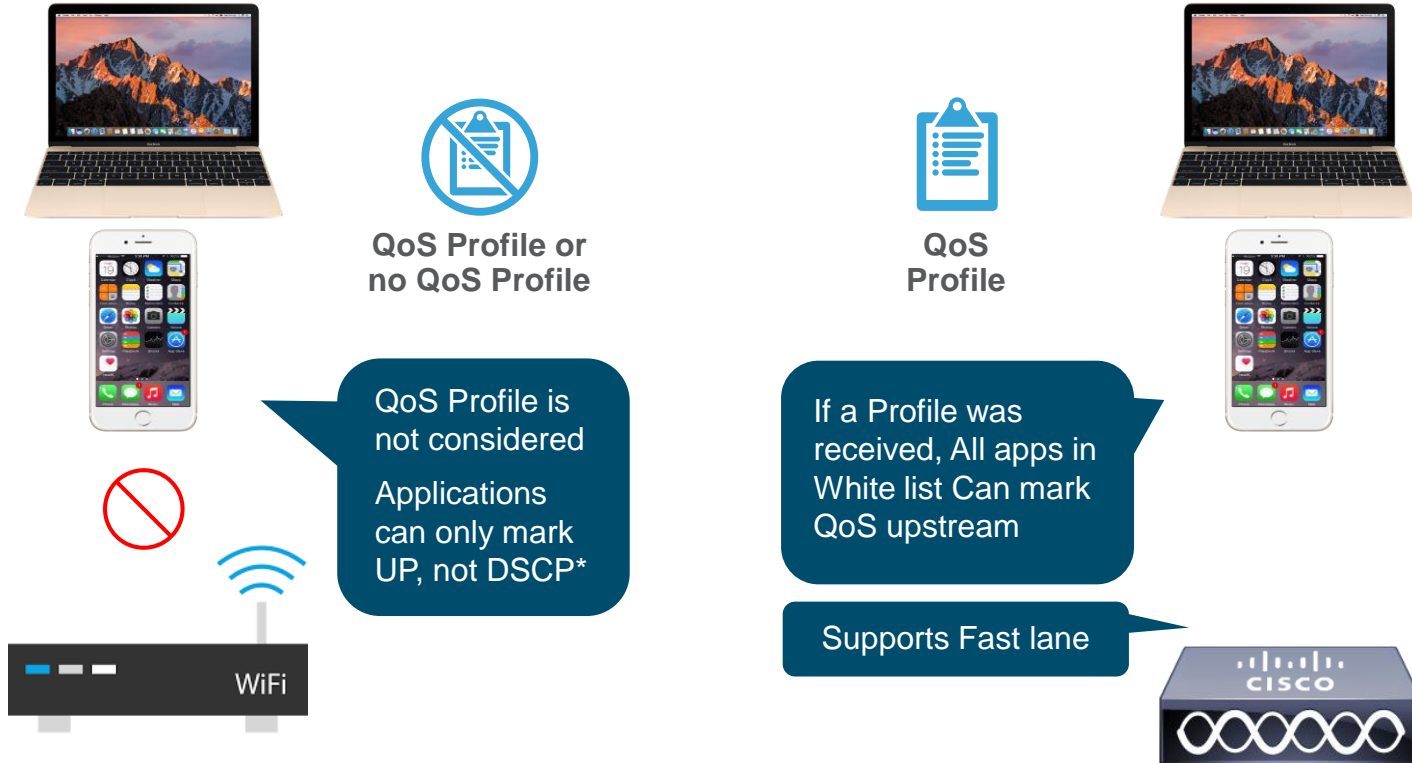 QoS Profile or
no QoS Profile
QoS Profile is
not considered
Applications
can only mark
UP, not DSCP*
WiFi
QoS
Profile
If a Profile was
received, All apps in
White list Can mark
QoS upstream
Supports Fast lane
CISCO